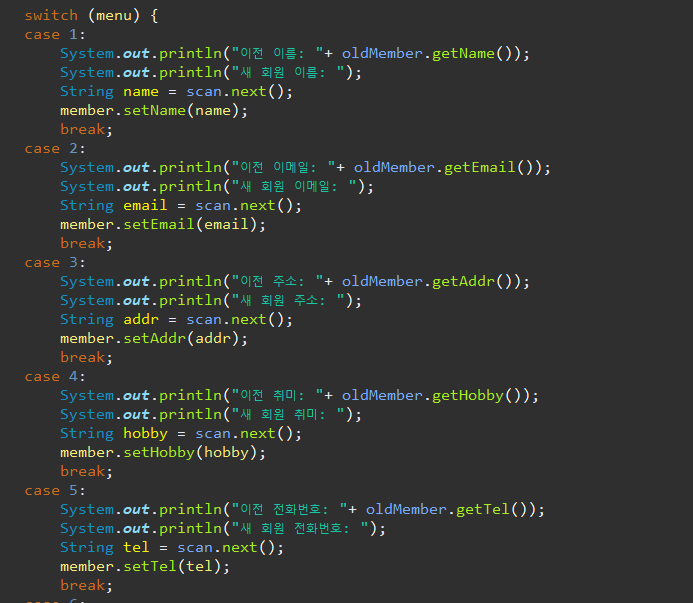 switch (menu) {
case 1:
System.out.println("이전 이름: "+ oldMember.getName());
System.out.println("새 회원 이름: ");
String name = scan.next();
member.setName(name);
break;
case 2:
System.out.println("이전 이메일: "+ oldMember.getEmail());
System.out.println("새 회원 이메일: ");
String email = scan.next();
member.setEmail(email);
break;
case 3:
System.out.println("이전 주소: "+ oldMember.getAddr());
System.out.println("새 회원 주소: ");
String addr = scan.next();
member.setAddr(addr);
break;
case 4:
System.out.println("이전 취미: "+ oldMember.getHobby());
System.out.println("새 회원 취미: ");
String hobby = scan.next();
member.setHobby(hobby);
break;
case 5:
System.out.println("이전 전화번호: "+ oldMember.getTel());
System.out.println("새 회원 전화번호: ");
String tel = scan.next();
member.setTel(tel);
break;